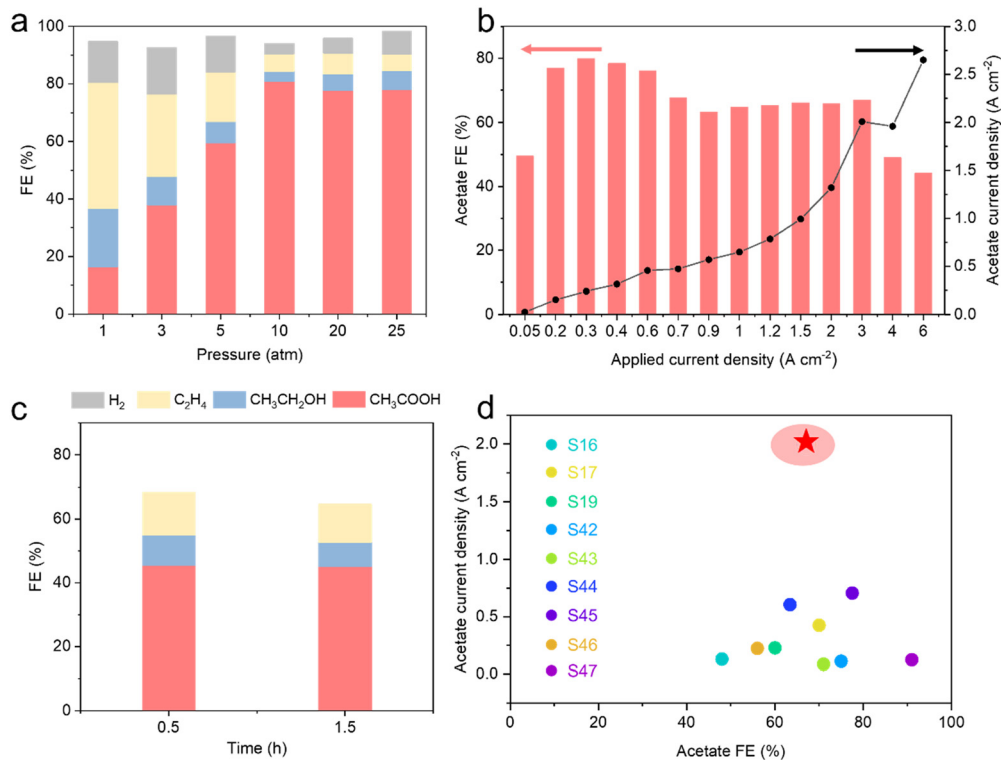 a
100
80
60
40
20
0
FE (%)
1 3 5 10 20 25
Pressure (atm)
b
80
60
40
20
0
Acetate FE (%)
3.0
2.5
2.0
1.5
1.0
0.5
0.0
Acetate current density (A cm⁻²)
0.05 0.2 0.3 0.4 0.6 0.7 0.9 1 1.2 1.5 2 3 4 6
Applied current density (A cm⁻²)
H₂ C₂H₄ CH₃CH₂OH CH₃COOH
c
80
60
40
20
0
FE (%)
0.5 1.5
Time (h)
d
2.0
1.5
1.0
0.5
0.0
Acetate current density (A cm⁻²)
S16
S17
S19
S42
S43
S44
S45
S46
S47
0 20 40 60 80 100
Acetate FE (%)